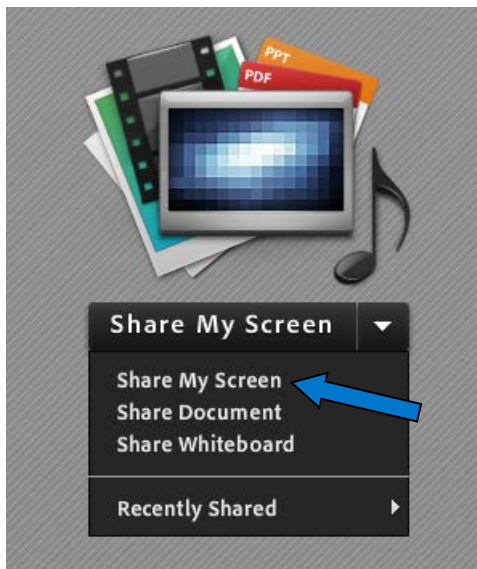 PPT
PDF
Share My Screen
Share My Screen
Share Document
Share Whiteboard
Recently Shared